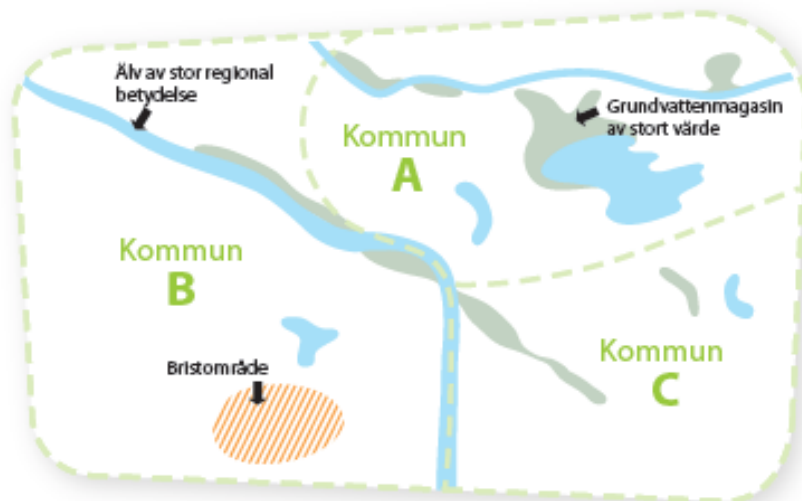 Älv av stor regional
betydelse
Grundvattenmagasin
av stort värde
Kommun
A
Kommun
B
Kommun
C
Bristområde